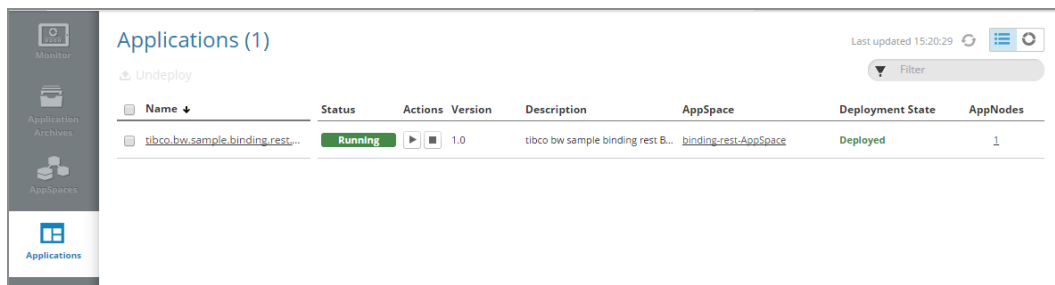 Monitor
Application
Archives
AppSpaces
Applications
Applications (1)
Last updated 15:20:29
Undeploy
Filter
Name Status Actions Version Description AppSpace Deployment State AppNodes
tibco.bw.sample.binding.rest.... Running 1.0 tibco bw sample binding rest B... binding-rest-AppSpace Deployed 1